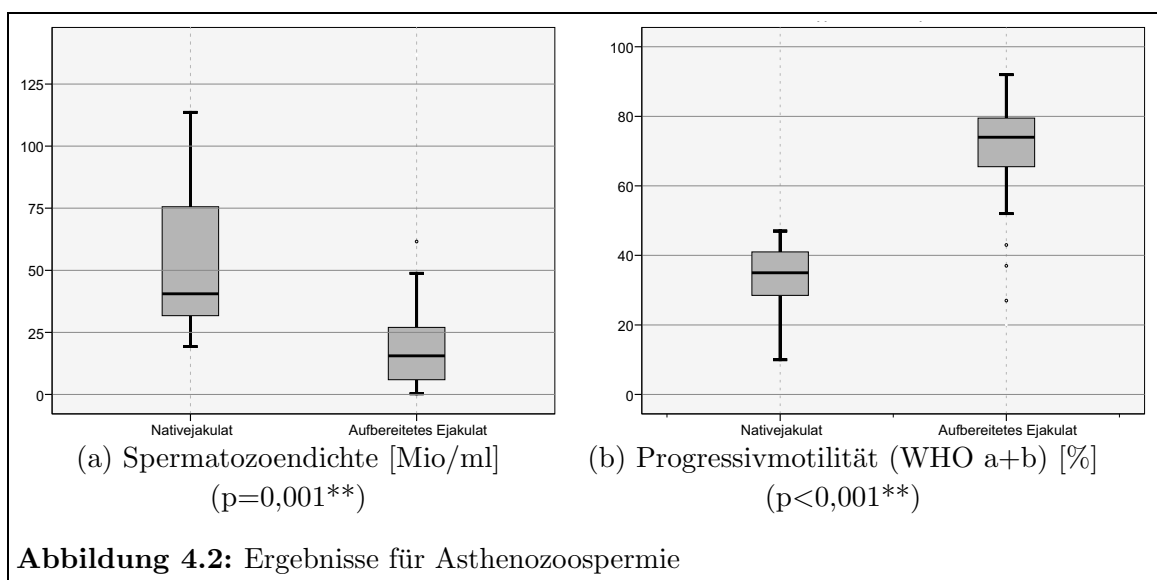 125
100
75
50
25
0
Nativejakulat
Aufbereitetes Ejakulat
(a) Spermatozoendichte [Mio/ml]
(p=0,001**)
100
80
60
40
20
0
Nativejakulat
Aufbereitetes Ejakulat
(b) Progressivmotilität (WHO a+b) [%]
(p<0,001**)
Abbildung 4.2: Ergebnisse für Asthenozoospermie